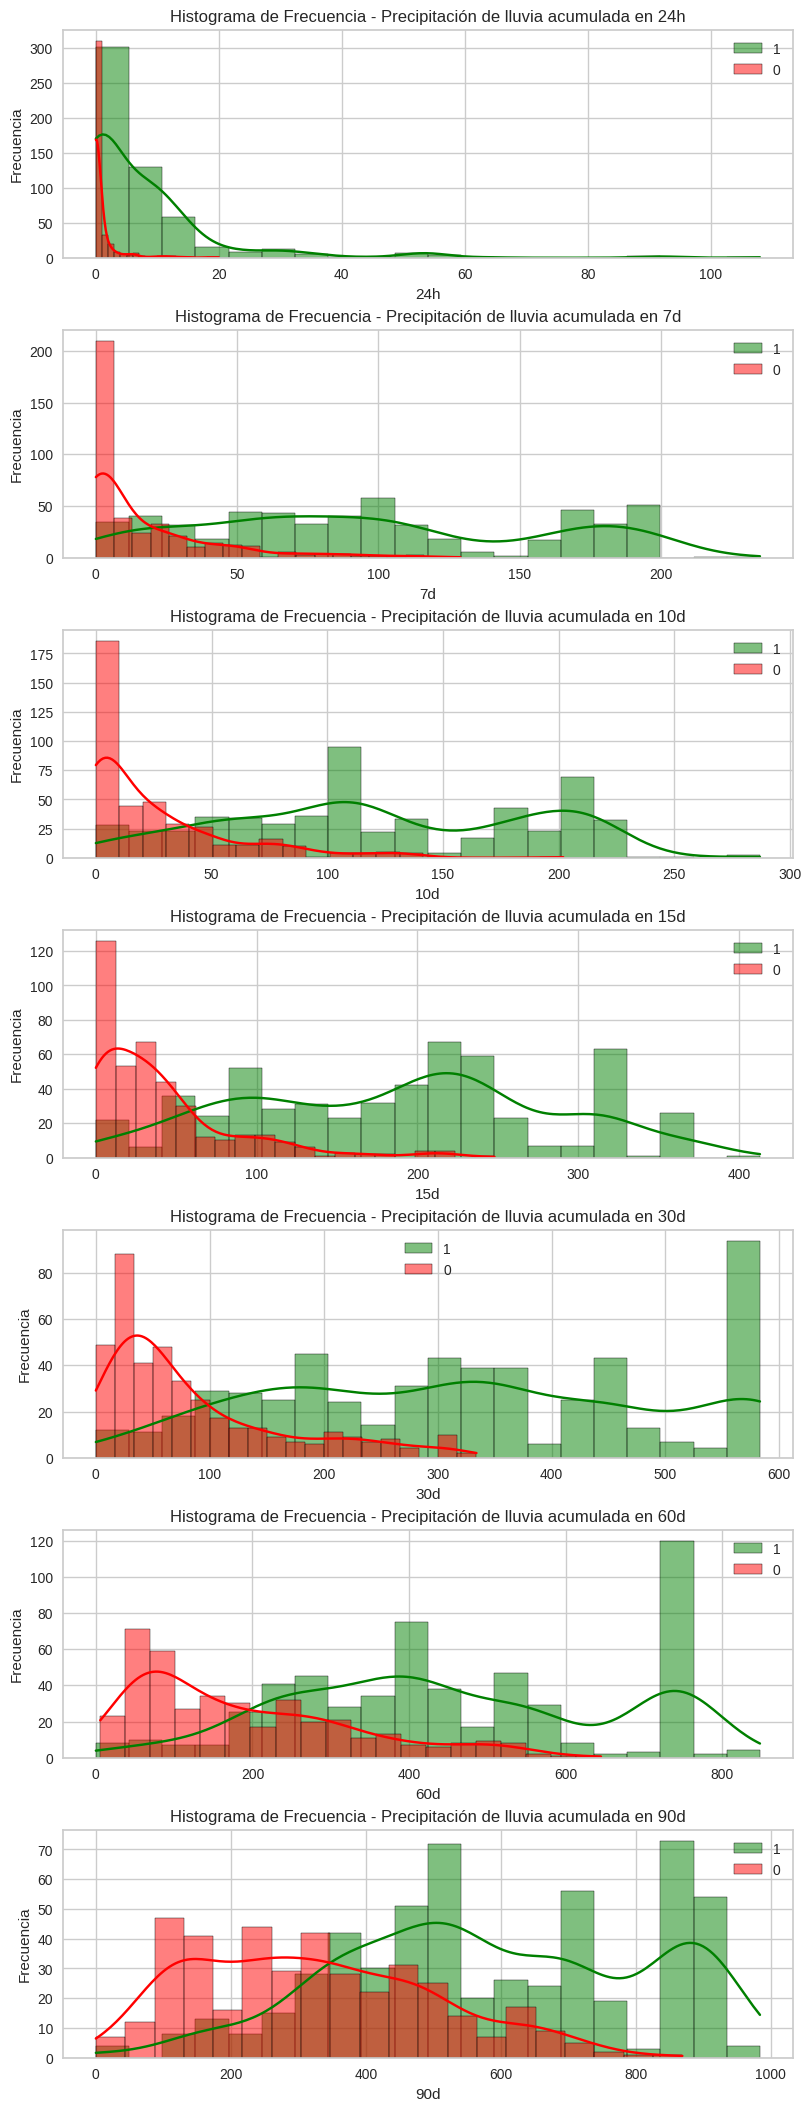 Histograma de Frecuencia - Precipitación de lluvia acumulada en 24h
300
250
200
150
100
50
0
Frecuencia
1
0
0 20 40 60 80 100
24h
Histograma de Frecuencia - Precipitación de lluvia acumulada en 7d
200
150
100
50
0
Frecuencia
1
0
0 50 100 150 200
7d
Histograma de Frecuencia - Precipitación de lluvia acumulada en 10d
175
150
125
100
75
50
25
0
Frecuencia
1
0
0 50 100 150 200 250 300
10d
Histograma de Frecuencia - Precipitación de lluvia acumulada en 15d
120
100
80
60
40
20
0
Frecuencia
1
0
0 100 200 300 400
15d
Histograma de Frecuencia - Precipitación de lluvia acumulada en 30d
80
60
40
20
0
Frecuencia
1
0
0 100 200 300 400 500 600
30d
Histograma de Frecuencia - Precipitación de lluvia acumulada en 60d
120
100
80
60
40
20
0
Frecuencia
1
0
0 200 400 600 800
60d
Histograma de Frecuencia - Precipitación de lluvia acumulada en 90d
70
60
50
40
30
20
10
0
Frecuencia
1
0
0 200 400 600 800 1000
90d